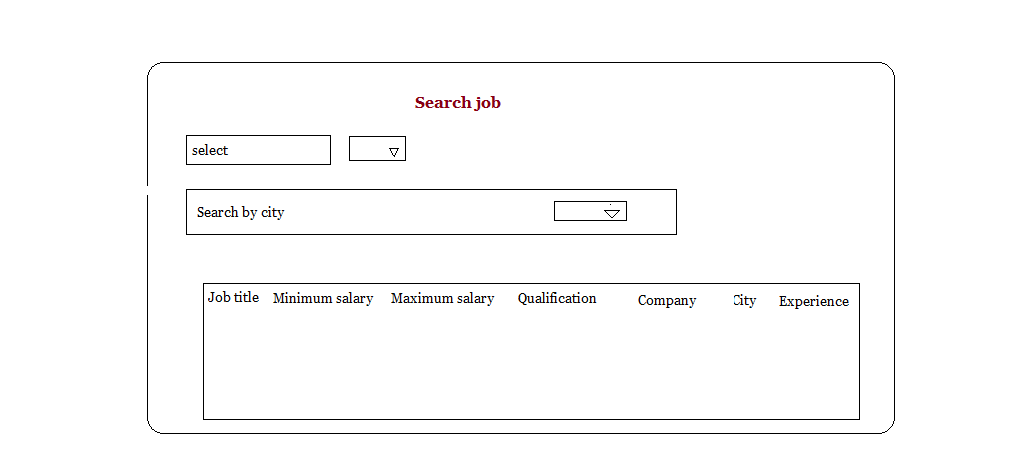 Search job
select
Search by city
Job title Minimum salary Maximum salary Qualification Company City Experience